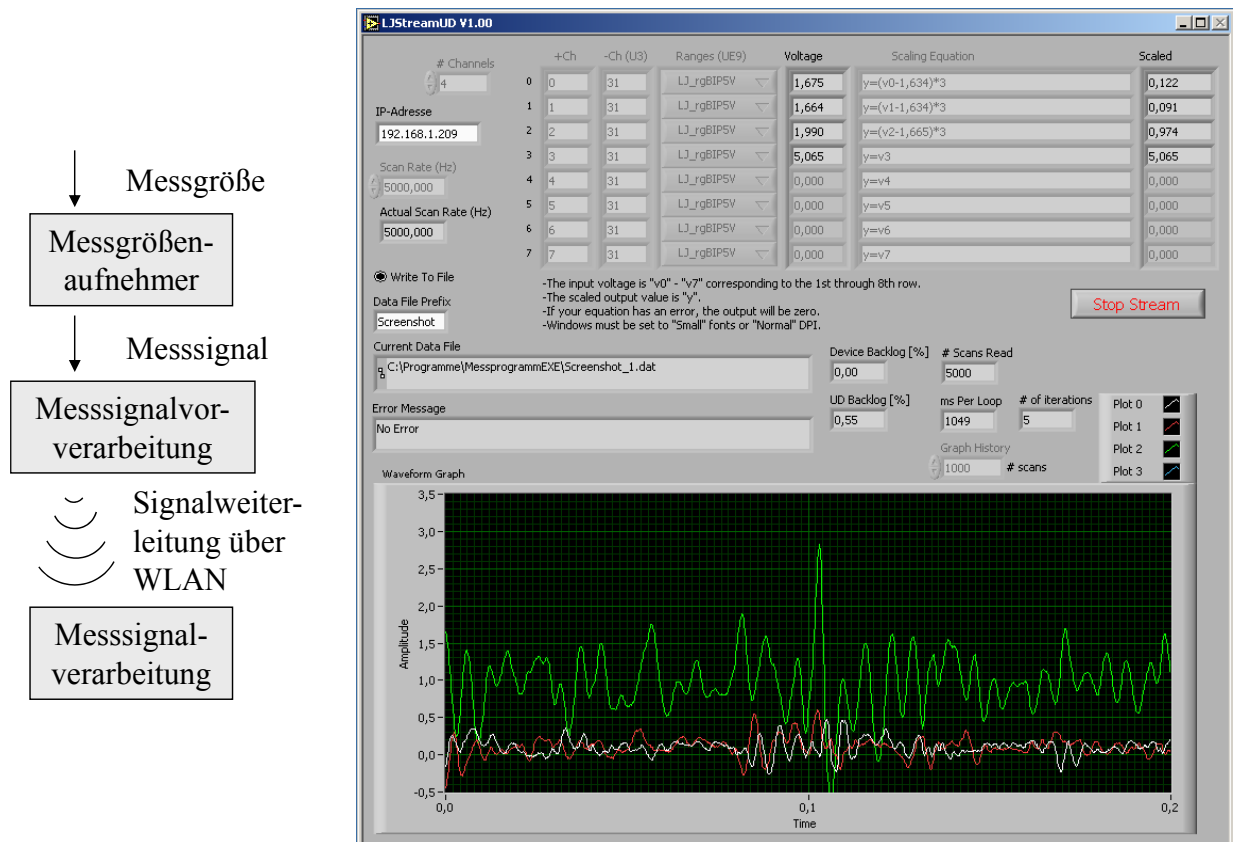 Messgröße
Messgrößen-
aufnehmer
Messsignal
Messsignalvor-
verarbeitung
Signalweiter-
leitung über
WLAN
Messsignal-
verarbeitung
LJStreamUD V1.00
# Channels
4
IP-Adresse
192.168.1.209
Scan Rate (Hz)
5000,000
Actual Scan Rate (Hz)
5000,000
Write To File
Data File Prefix
Screenshot
+Ch -Ch (U3) Ranges (UE9) Voltage Scaling Equation Scaled
0 0 31 LJ_rgBIP5V 1,675 y=(v0-1,634)*3 0,122
1 1 31 LJ_rgBIP5V 1,664 y=(v1-1,634)*3 0,091
2 2 31 LJ_rgBIP5V 1,990 y=(v2-1,665)*3 0,974
3 3 31 LJ_rgBIP5V 5,065 y=v3 5,065
4 4 31 LJ_rgBIP5V 0,000 y=v4 0,000
5 5 31 LJ_rgBIP5V 0,000 y=v5 0,000
6 6 31 LJ_rgBIP5V 0,000 y=v6 0,000
7 7 31 LJ_rgBIP5V 0,000 y=v7 0,000
-The input voltage is "v0" - "v7" corresponding to the 1st through 8th row.
-The scaled output value is "y".
-If your equation has an error, the output will be zero.
-Windows must be set to "Small" fonts or "Normal" DPI.
Stop Stream
Current Data File
C:\Programme\MessprogrammEXE\Screenshot_1.dat
Error Message
No Error
Device Backlog [%] # Scans Read
0,00 5000
UD Backlog [%] ms Per Loop # of iterations
0,55 1049 5
Graph History
1000 # scans
Plot 0
Plot 1
Plot 2
Plot 3
Waveform Graph
3,5
3,0
2,5
2,0
1,5
1,0
0,5
0,0
-0,5
Amplitude
0,0 0,1 0,2
Time